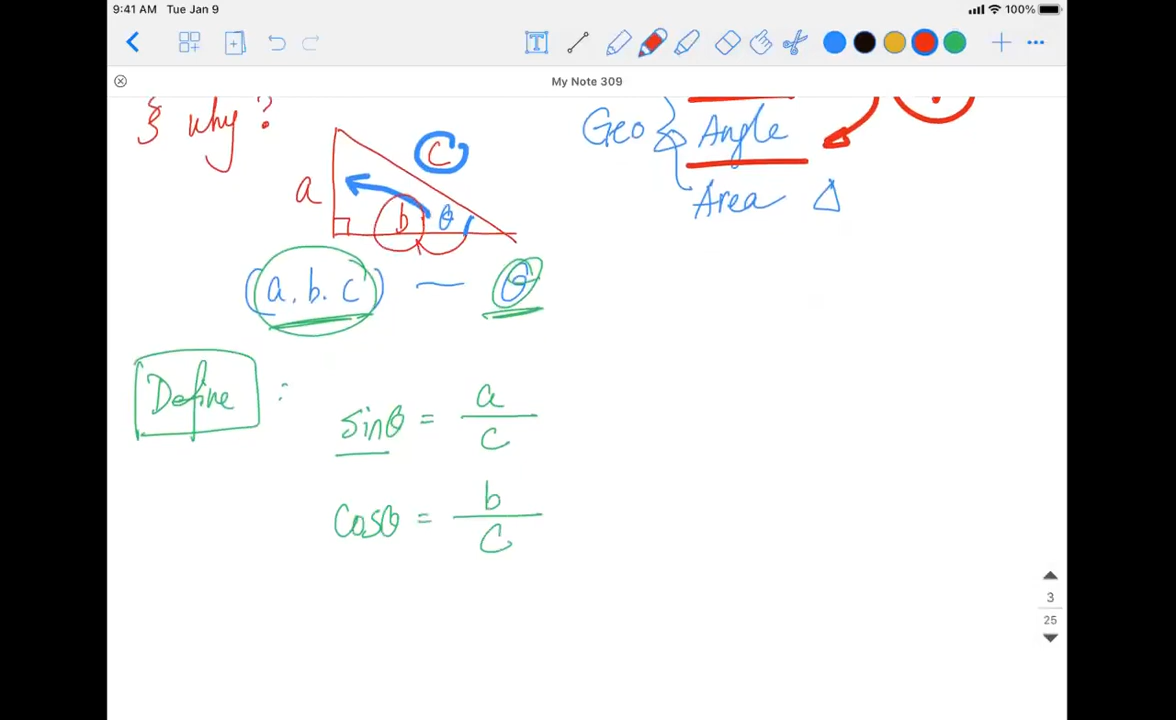 9:41 AM Tue Jan 9
100%
My Note 309
why?
Geo
Angle
Area Δ
a
b
c
θ
(a, b, c) ~ θ
Define :
sinθ = a/c
cosθ = b/c
3
25